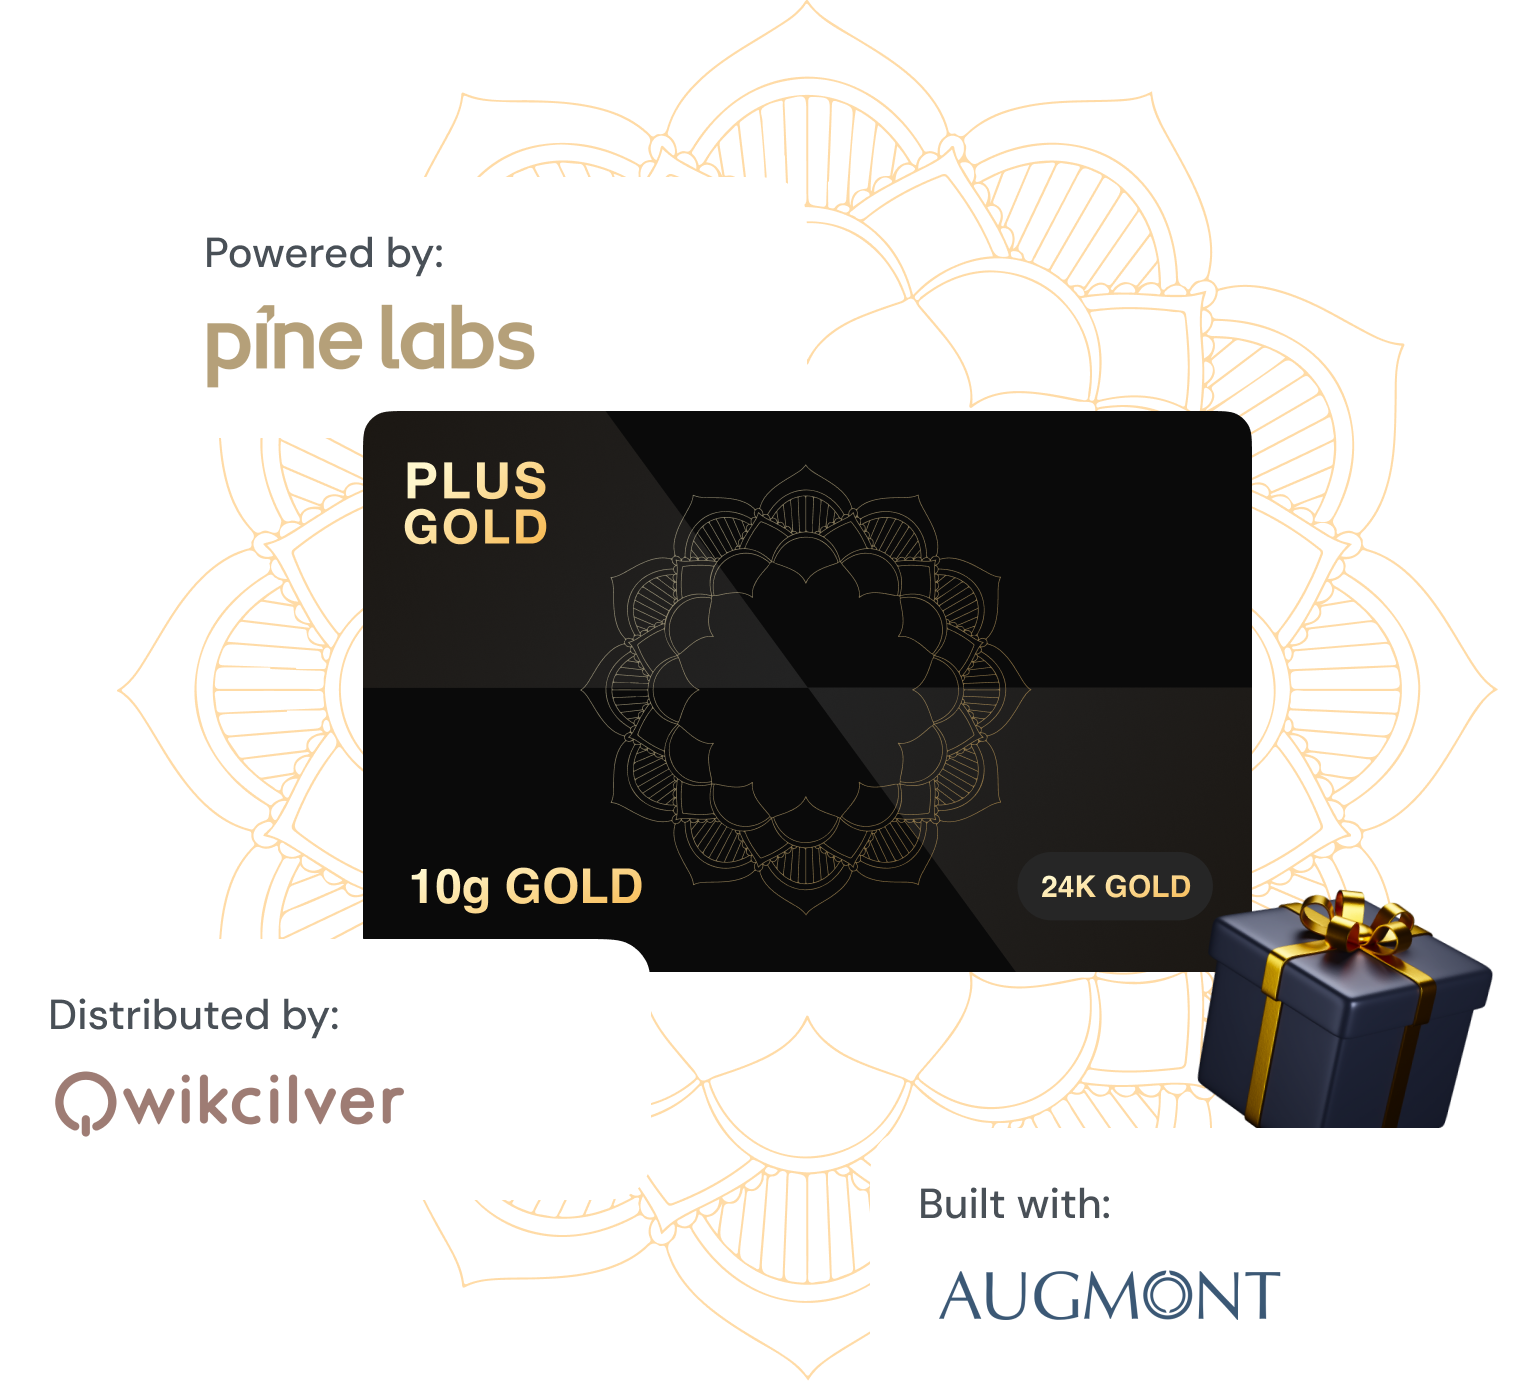 Powered by:
pine labs
PLUS
GOLD
10g GOLD
24K GOLD
Distributed by:
Qwikcilver
Built with:
AUGMONT